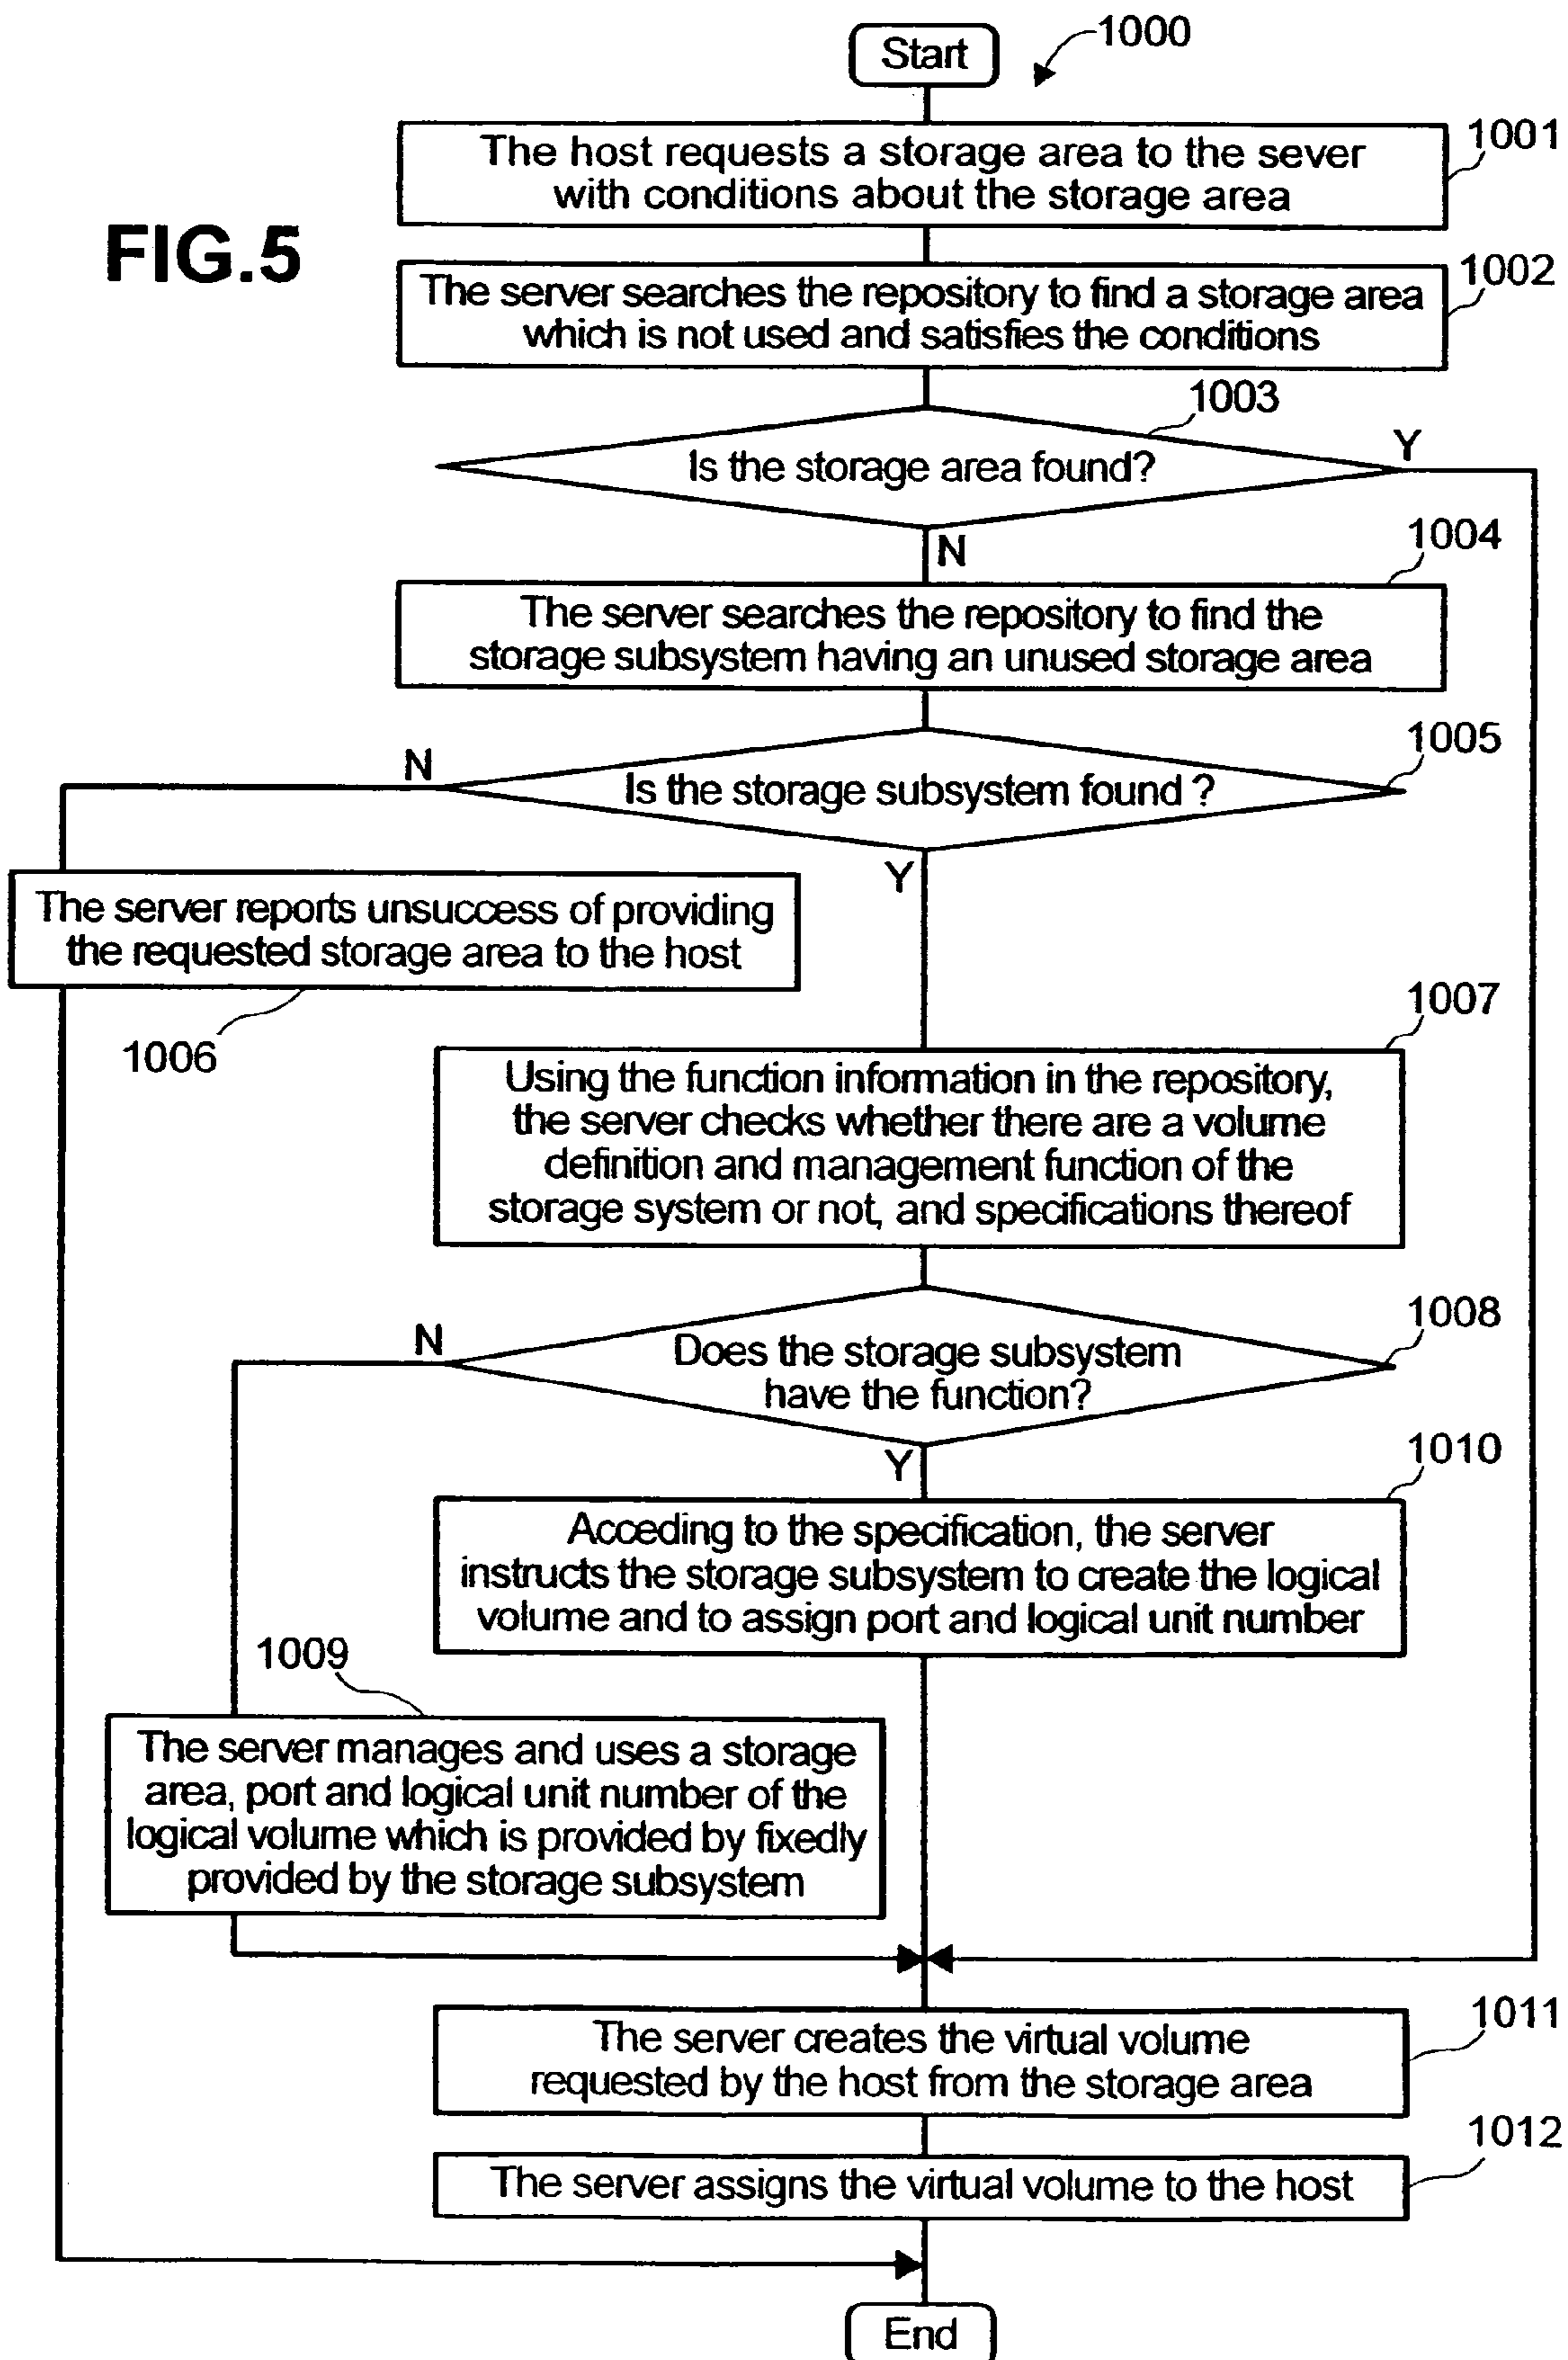 Start
1000
1001
The host requests a storage area to the sever
with conditions about the storage area
FIG.5
1002
The server searches the repository to find a storage area
which is not used and satisfies the conditions
1003
Is the storage area found?
Y
N
1004
The server searches the repository to find the
storage subsystem having an unused storage area
1005
N
Is the storage subsystem found ?
Y
The server reports unsuccess of providing
the requested storage area to the host
1006
1007
Using the function information in the repository,
the server checks whether there are a volume
definition and management function of the
storage system or not, and specifications thereof
1008
N
Does the storage subsystem
have the function?
Y
1010
Acceding to the specification, the server
instructs the storage subsystem to create the logical
volume and to assign port and logical unit number
1009
The server manages and uses a storage
area, port and logical unit number of the
logical volume which is provided by fixedly
provided by the storage subsystem
1011
The server creates the virtual volume
requested by the host from the storage area
1012
The server assigns the virtual volume to the host
End